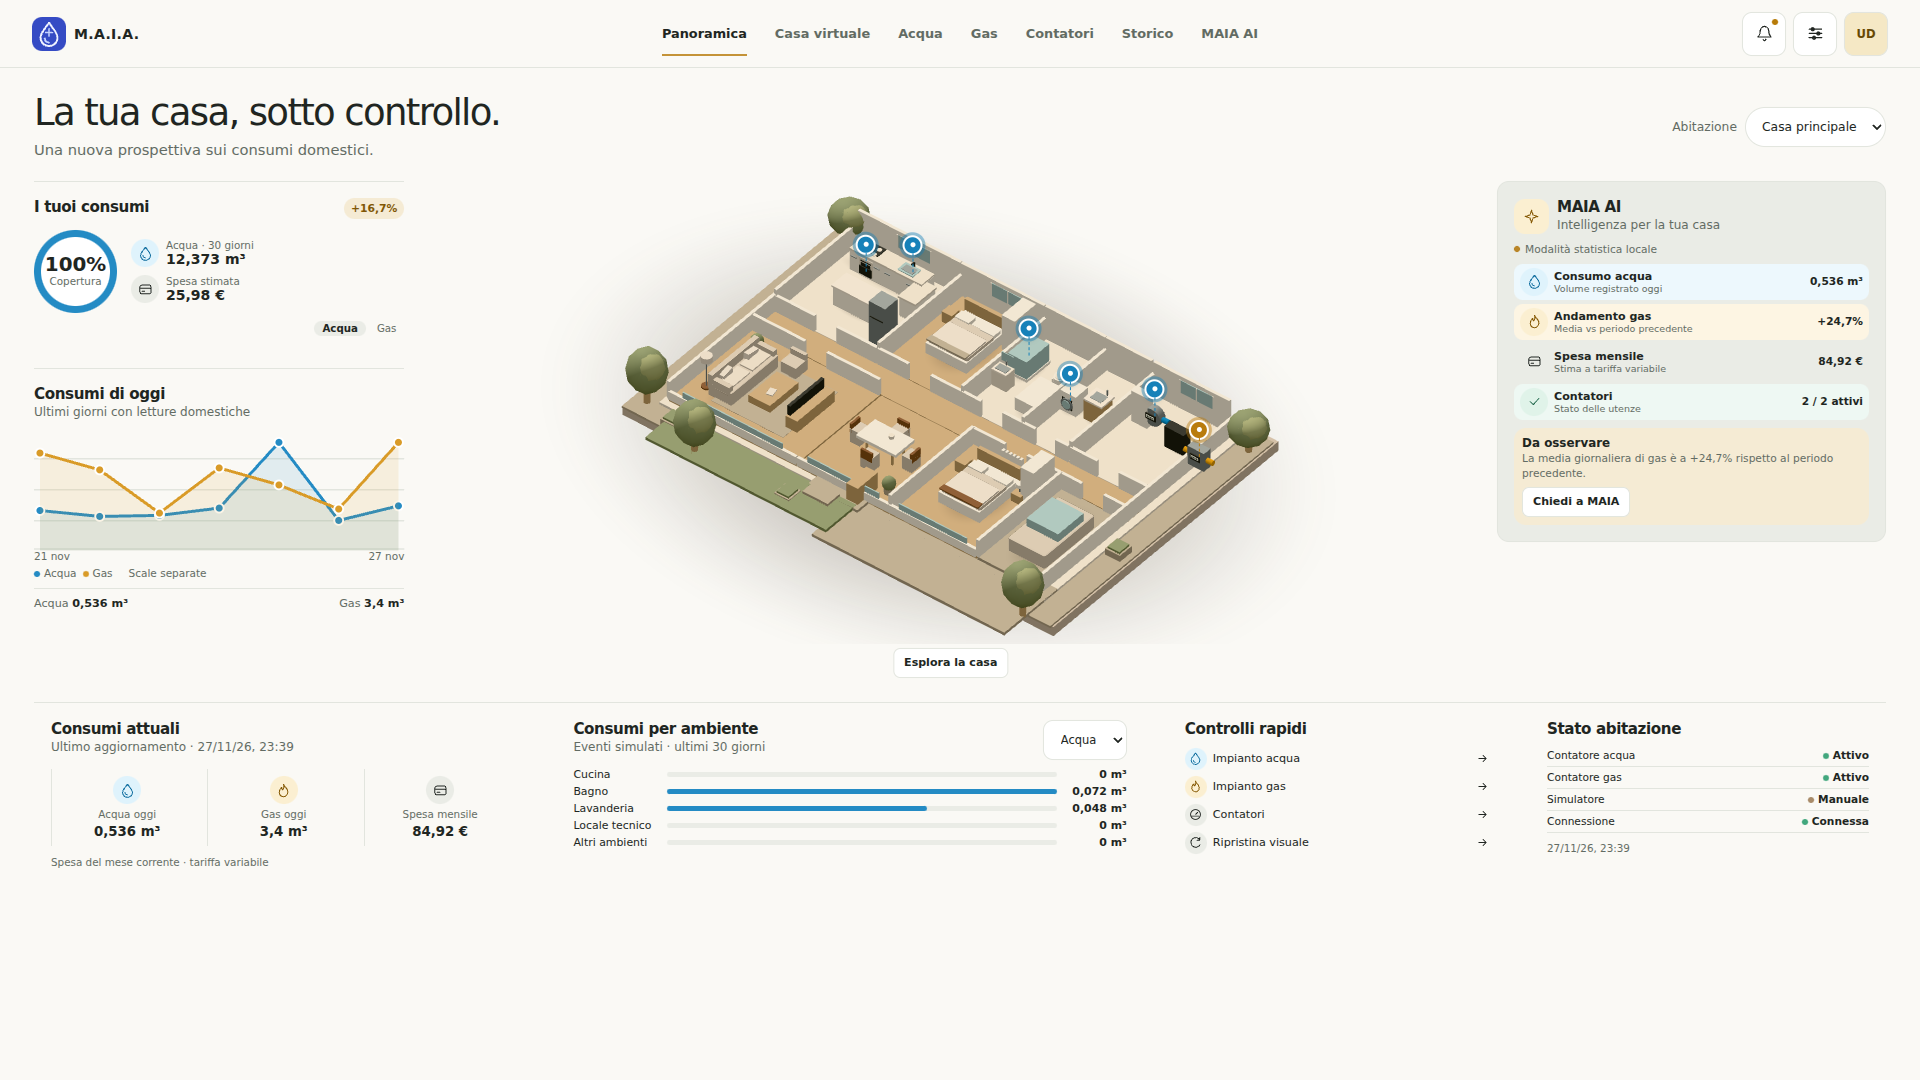 M.A.I.A.
Panoramica
Casa virtuale
Acqua
Gas
Contatori
Storico
MAIA AI
UD
La tua casa, sotto controllo.
Una nuova prospettiva sui consumi domestici.
Abitazione
Casa principale
I tuoi consumi
+16,7%
100%
Copertura
Acqua · 30 giorni
12,373 m³
Spesa stimata
25,98 €
Acqua
Gas
Consumi di oggi
Ultimi giorni con letture domestiche
21 nov
27 nov
Acqua
Gas
Scale separate
Acqua 0,536 m³
Gas 3,4 m³
Esplora la casa
MAIA AI
Intelligenza per la tua casa
Modalità statistica locale
Consumo acqua
Volume registrato oggi
0,536 m³
Andamento gas
Media vs periodo precedente
+24,7%
Spesa mensile
Stima a tariffa variabile
84,92 €
Contatori
Stato delle utenze
2 / 2 attivi
Da osservare
La media giornaliera di gas è a +24,7% rispetto al periodo
precedente.
Chiedi a MAIA
Consumi attuali
Ultimo aggiornamento · 27/11/26, 23:39
Acqua oggi
0,536 m³
Gas oggi
3,4 m³
Spesa mensile
84,92 €
Spesa del mese corrente · tariffa variabile
Consumi per ambiente
Eventi simulati · ultimi 30 giorni
Acqua
Cucina
0 m³
Bagno
0,072 m³
Lavanderia
0,048 m³
Locale tecnico
0 m³
Altri ambienti
0 m³
Controlli rapidi
Impianto acqua
Impianto gas
Contatori
Ripristina visuale
Stato abitazione
Contatore acqua
Attivo
Contatore gas
Attivo
Simulatore
Manuale
Connessione
Connessa
27/11/26, 23:39